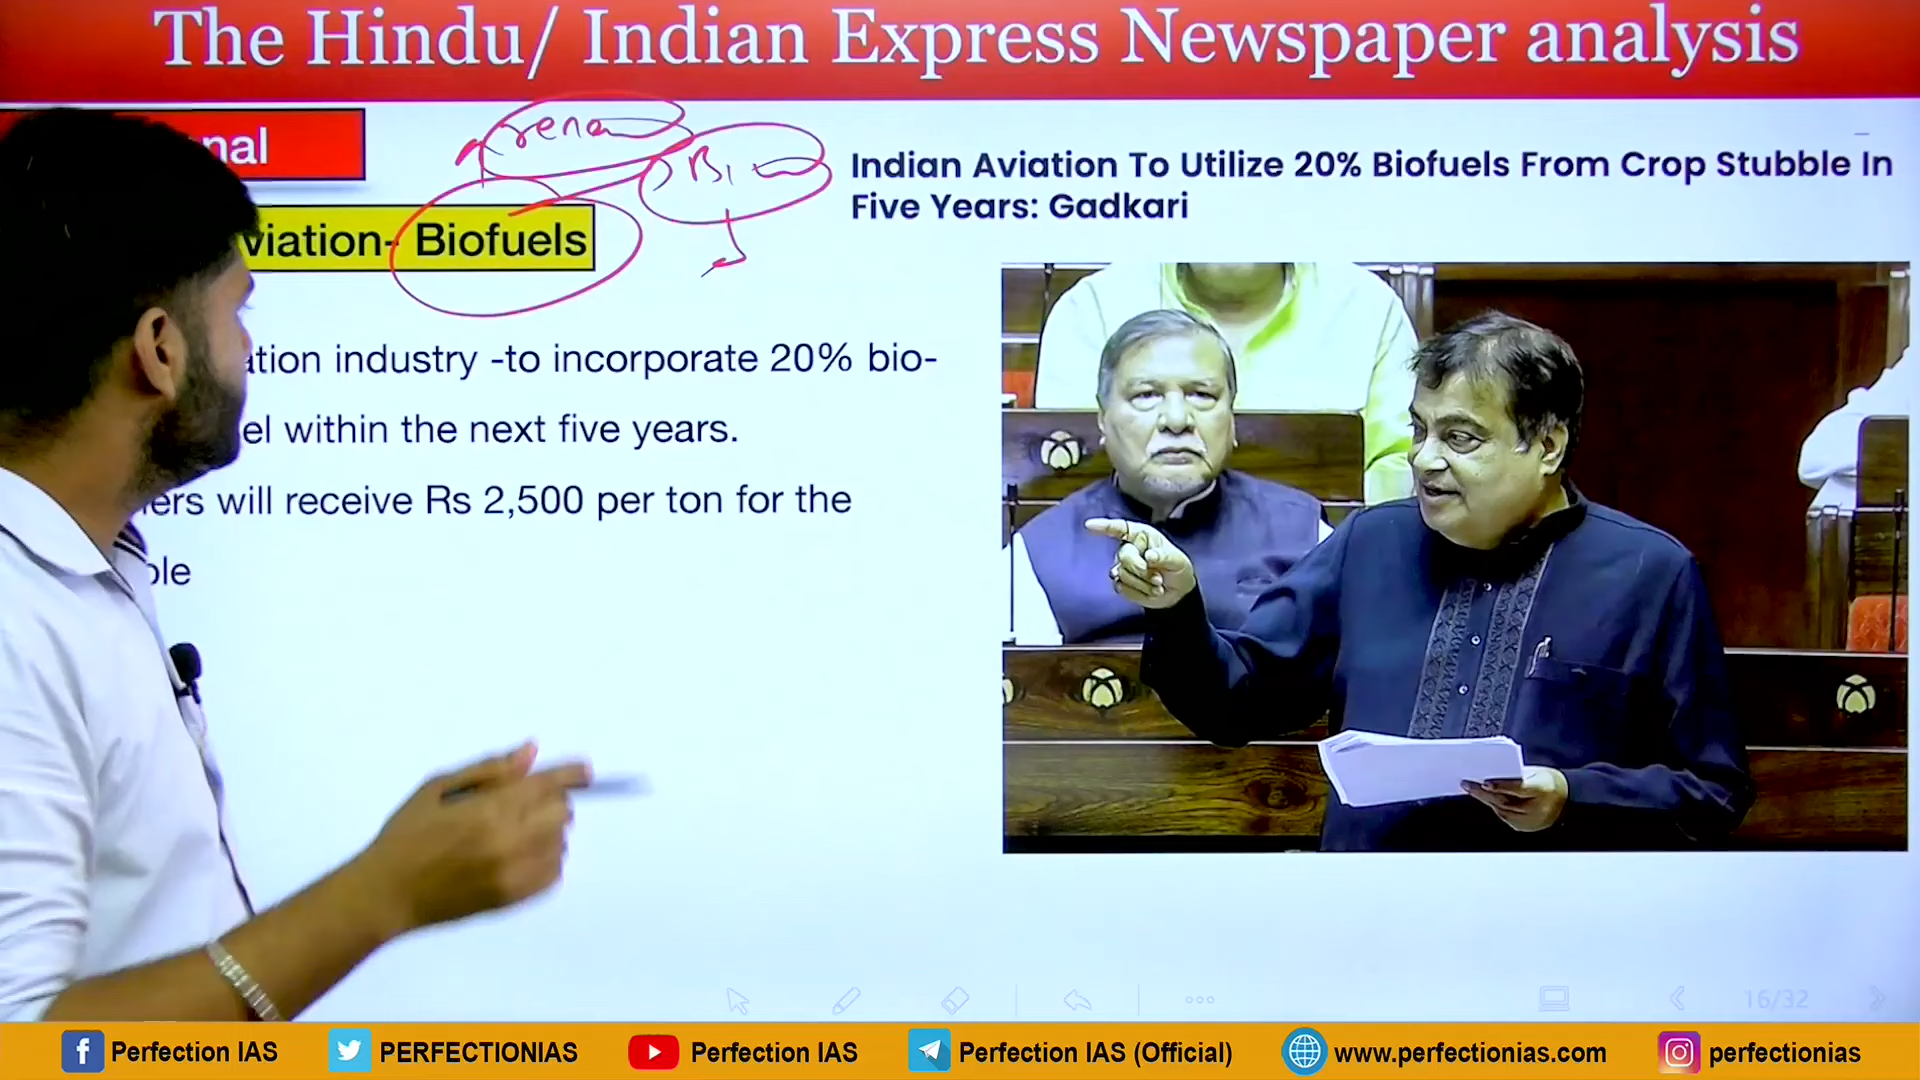 The Hindu/ Indian Express Newspaper analysis
nal
viation- Biofuels
Indian Aviation To Utilize 20% Biofuels From Crop Stubble In
Five Years: Gadkari
ation industry -to incorporate 20% bio-
el within the next five years.
ers will receive Rs 2,500 per ton for the
ble
16/32
Perfection IAS
PERFECTIONIAS
Perfection IAS
Perfection IAS (Official)
www.perfectionias.com
perfectionias